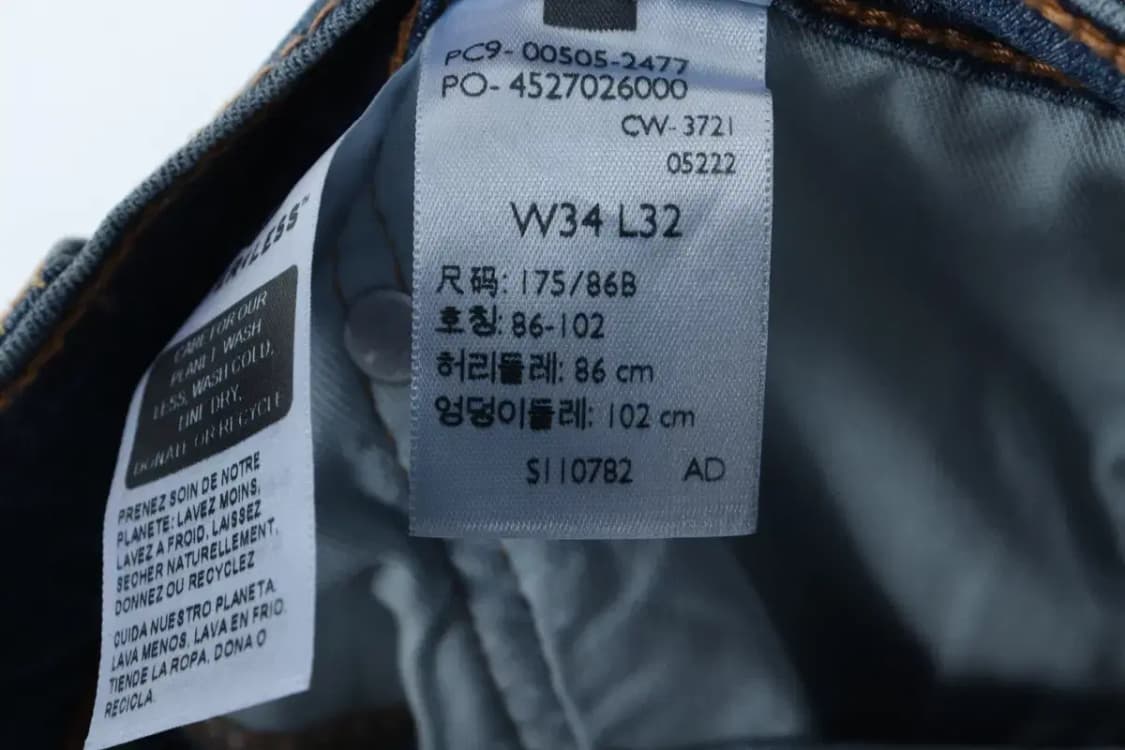 PC9- 00505-2477
PO- 4527026000
CW- 3721
05222
W34 L32
尺码: 175/86B
호칭: 86-102
허리둘레: 86 cm
엉덩이둘레: 102 cm
S110782 AD
CARE FOR OUR
PLANET: WASH
LESS, WASH COLD,
LINE DRY,
DONATE OR RECYCLE
PRENEZ SOIN DE NOTRE
PLANETE: LAVEZ MOINS,
LAVEZ A FROID, LAISSEZ
SECHER NATURELLEMENT,
DONNEZ OU RECYCLEZ
CUIDA NUESTRO PLANETA.
LAVA MENOS, LAVA EN FRIO.
TIENDE LA ROPA, DONA O
RECICLA.